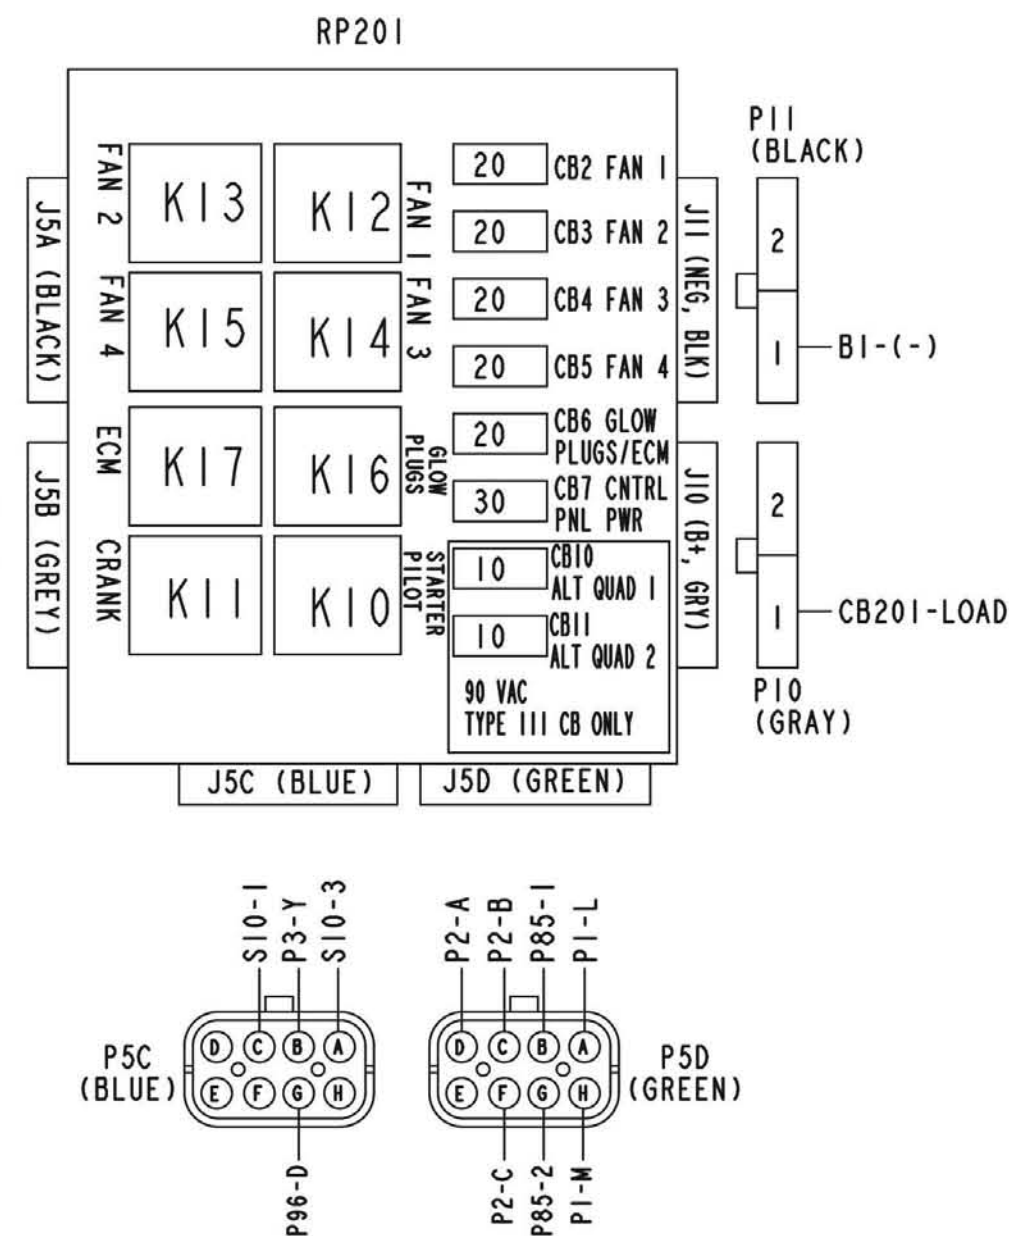 RP201
FAN 2
K13
K12
FAN 1
20
CB2 FAN 1
20
CB3 FAN 2
FAN 4
K15
K14
FAN 3
20
CB4 FAN 3
20
CB5 FAN 4
ECM
K17
K16
GLOW
PLUGS
20
CB6 GLOW
PLUGS/ECM
30
CB7 CNTRL
PNL PWR
CRANK
K11
K10
STARTER
PILOT
10
CB10
ALT QUAD 1
10
CB11
ALT QUAD 2
90 VAC
TYPE III CB ONLY
J5A (BLACK)
J5B (GREY)
J11 (NEG, BLK)
J10 (B+, GRY)
J5C (BLUE)
J5D (GREEN)
P11
(BLACK)
2
1
B1-(-)
2
1
CB201-LOAD
P10
(GRAY)
S10-1
P3-Y
S10-3
P5C
(BLUE)
D
C
B
A
E
F
G
H
P96-D
P2-A
P2-B
P85-1
P1-L
D
C
B
A
E
F
G
H
P5D
(GREEN)
P2-C
P85-2
P1-M